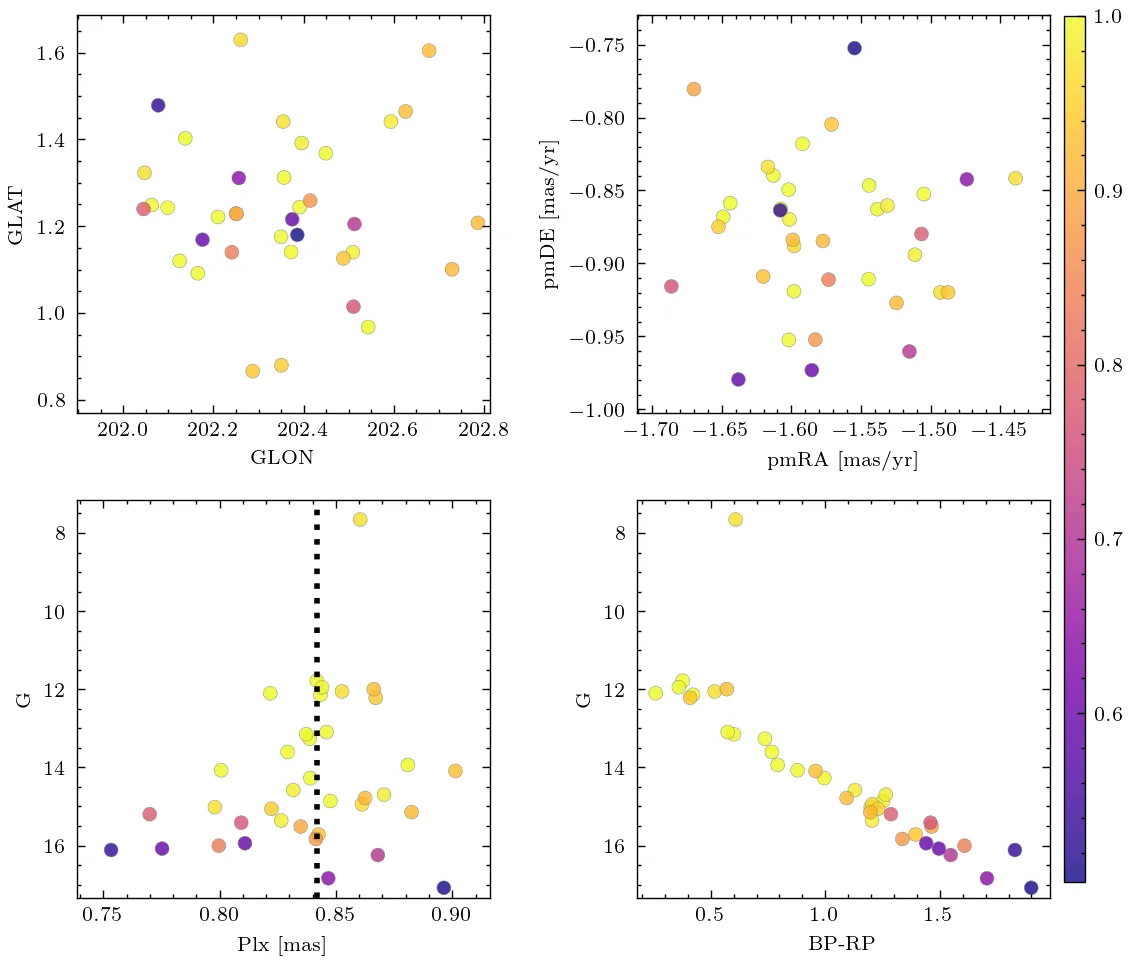 1.6
1.4
1.2
1.0
0.8
GLAT
202.0 202.2 202.4 202.6 202.8
GLON
−0.75
−0.80
−0.85
−0.90
−0.95
−1.00
pmDE [mas/yr]
−1.70 −1.65 −1.60 −1.55 −1.50 −1.45
pmRA [mas/yr]
8
10
12
14
16
G
0.75 0.80 0.85 0.90
Plx [mas]
8
10
12
14
16
G
0.5 1.0 1.5
BP-RP
1.0
0.9
0.8
0.7
0.6